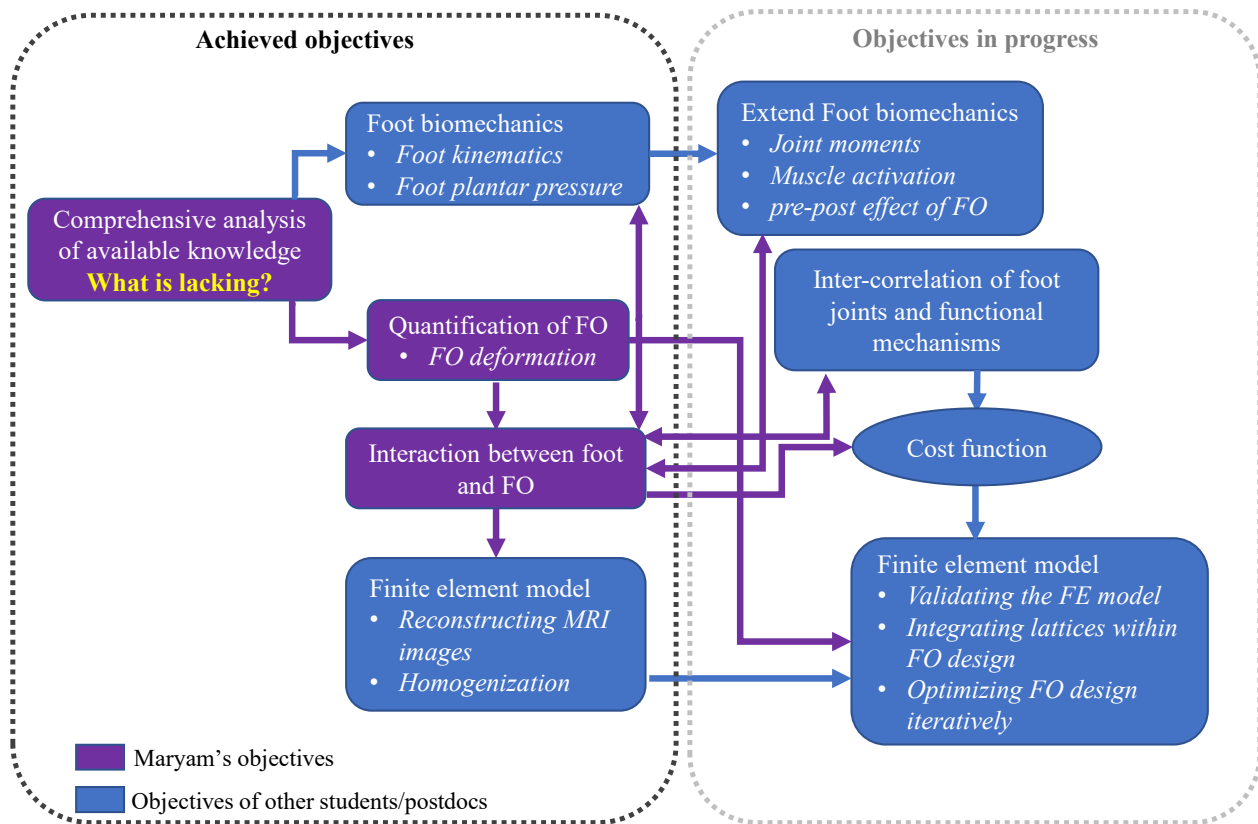 Achieved objectives
Foot biomechanics
• Foot kinematics
• Foot plantar pressure
Comprehensive analysis
of available knowledge
What is lacking?
Quantification of FO
• FO deformation
Interaction between foot
and FO
Finite element model
• Reconstructing MRI
images
• Homogenization
Maryam's objectives
Objectives of other students/postdocs
Objectives in progress
Extend Foot biomechanics
• Joint moments
• Muscle activation
• pre-post effect of FO
Inter-correlation of foot
joints and functional
mechanisms
Cost function
Finite element model
• Validating the FE model
• Integrating lattices within
FO design
• Optimizing FO design
iteratively